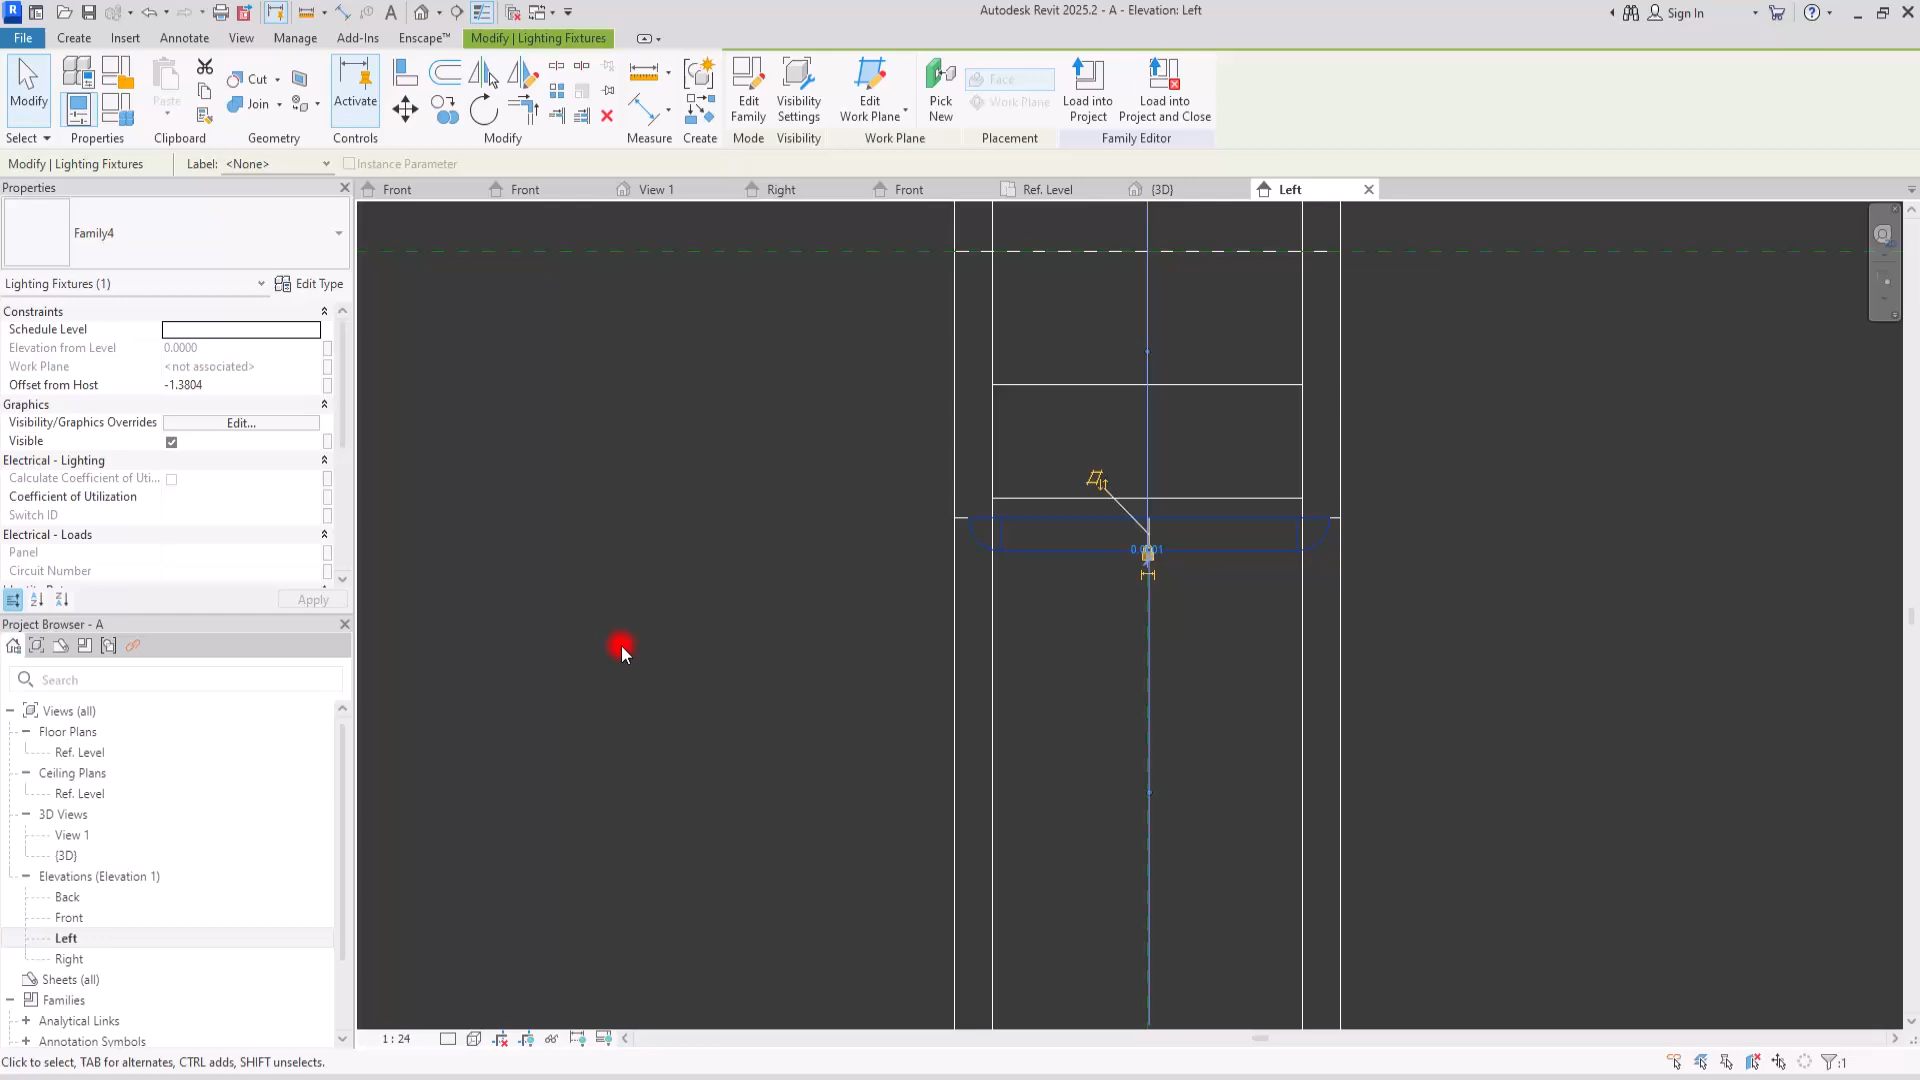 Autodesk Revit 2025.2 - A - Elevation: Left
Sign In
File
Create
Insert
Annotate
View
Manage
Add-Ins
Enscape™
Modify | Lighting Fixtures
Modify
Paste
Cut
Join
Activate
Edit
Family
Visibility
Settings
Edit
Work Plane
Pick
New
Face
Work Plane
Load into
Project
Load into
Project and Close
Select
Properties
Clipboard
Geometry
Controls
Modify
Measure
Create
Mode
Visibility
Work Plane
Placement
Family Editor
Modify | Lighting Fixtures
Label:
<None>
Instance Parameter
Properties
Front
Front
View 1
Right
Front
Ref. Level
{3D}
Left
Family4
Lighting Fixtures (1)
Edit Type
Constraints
Schedule Level
Elevation from Level
0.0000
Work Plane
<not associated>
Offset from Host
-1.3804
Graphics
Visibility/Graphics Overrides
Edit...
Visible
Electrical - Lighting
Calculate Coefficient of Uti...
Coefficient of Utilization
Switch ID
Electrical - Loads
Panel
Circuit Number
Apply
Project Browser - A
Search
Views (all)
Floor Plans
Ref. Level
Ceiling Plans
Ref. Level
3D Views
View 1
{3D}
Elevations (Elevation 1)
Back
Front
Left
Right
Sheets (all)
Families
Analytical Links
Annotation Symbols
1 : 24
Click to select, TAB for alternates, CTRL adds, SHIFT unselects.
:1